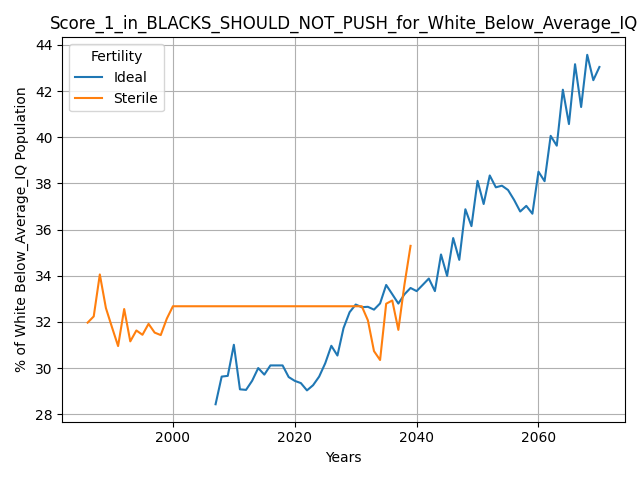 Score_1_in_BLACKS_SHOULD_NOT_PUSH_for_White_Below_Average_IQ
Fertility
Ideal
Sterile
% of White Below_Average_IQ Population
44
42
40
38
36
34
32
30
28
2000
2020
2040
2060
Years